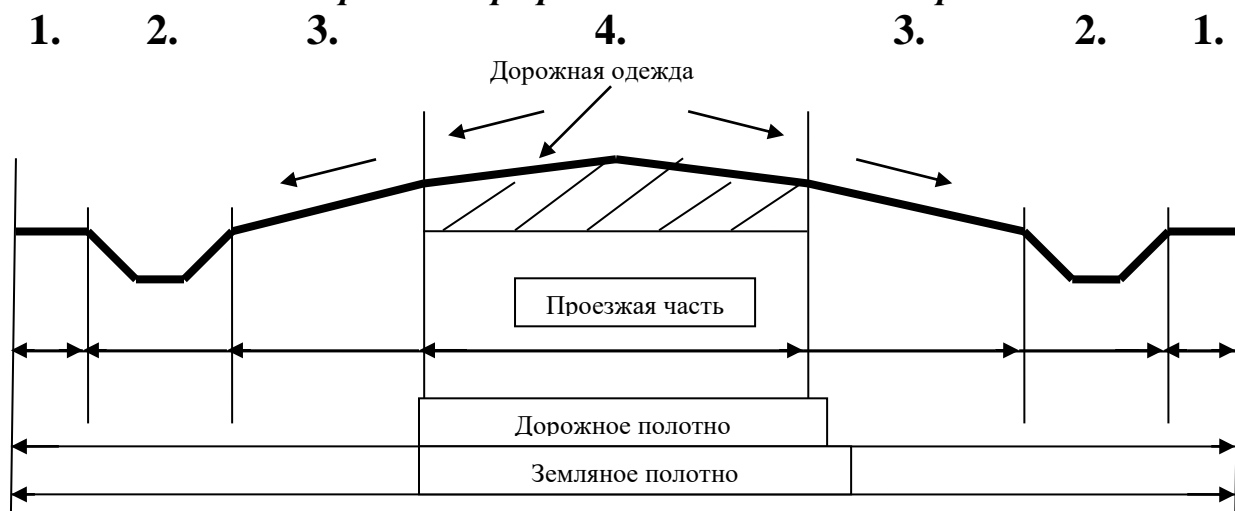 1. 2. 3. 4. 3. 2. 1.
Дорожная одежда
Проезжая часть
Дорожное полотно
Земляное полотно